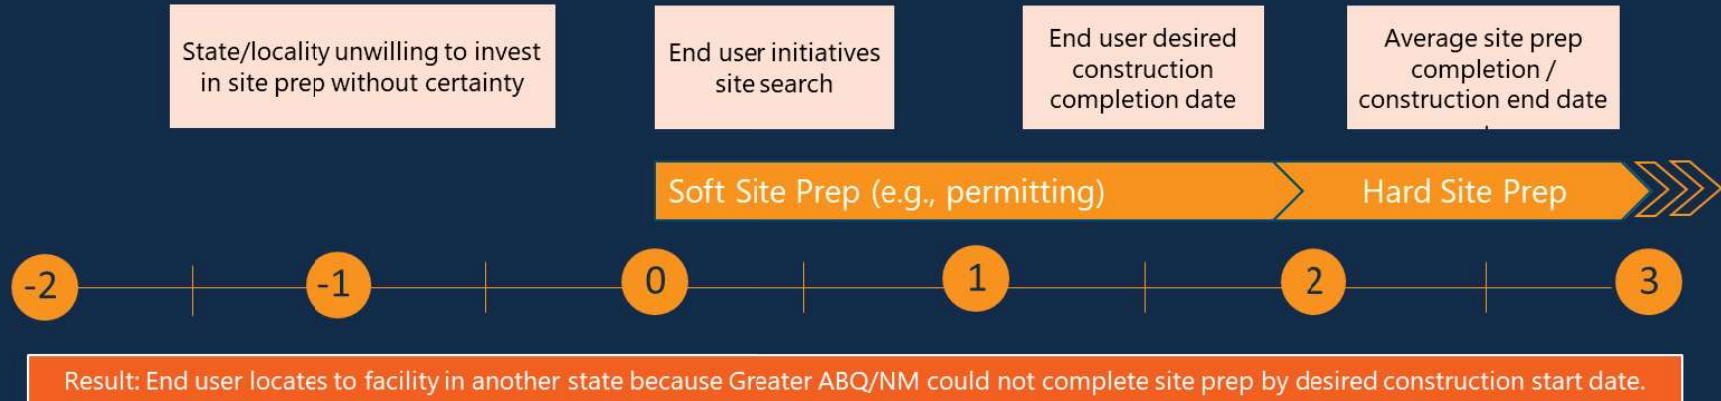 State/locality unwilling to invest
in site prep without certainty
End user initiatives
site search
End user desired
construction
completion date
Average site prep
completion /
construction end date
Soft Site Prep (e.g., permitting)
Hard Site Prep
-2
-1
0
1
2
3
Result: End user locates to facility in another state because Greater ABQ/NM could not complete site prep by desired construction start date.